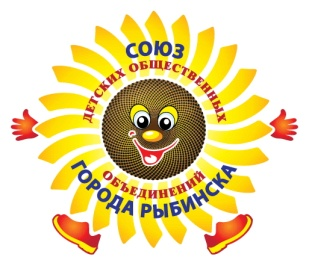 СОЮЗ
ДЕТСКИХ ОБЩЕСТВЕННЫХ
ОБЪЕДИНЕНИЙ
ГОРОДА РЫБИНСКА